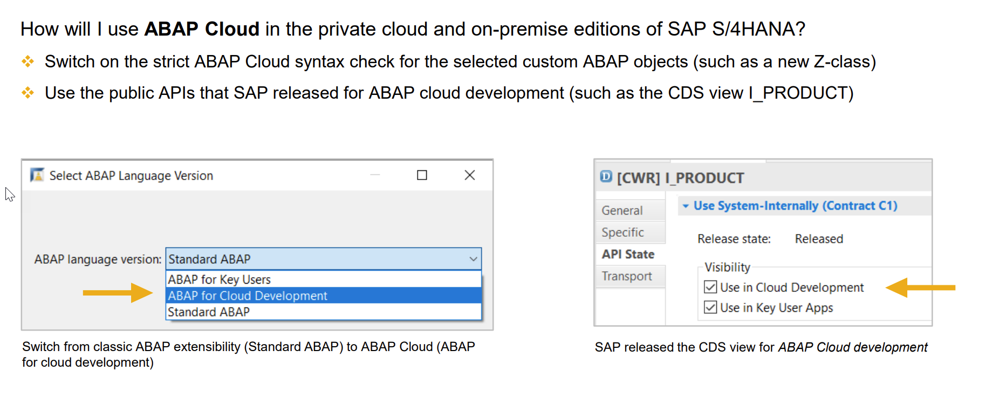 How will I use ABAP Cloud in the private cloud and on-premise editions of SAP S/4HANA?
Switch on the strict ABAP Cloud syntax check for the selected custom ABAP objects (such as a new Z-class)
Use the public APIs that SAP released for ABAP cloud development (such as the CDS view I_PRODUCT)
Select ABAP Language Version
ABAP language version: Standard ABAP
ABAP for Key Users
ABAP for Cloud Development
Standard ABAP
Switch from classic ABAP extensibility (Standard ABAP) to ABAP Cloud (ABAP
for cloud development)
D [CWR] I_PRODUCT
General
Specific
API State
Transport
Use System-Internally (Contract C1)
Release state: Released
Visibility
Use in Cloud Development
Use in Key User Apps
SAP released the CDS view for ABAP Cloud development